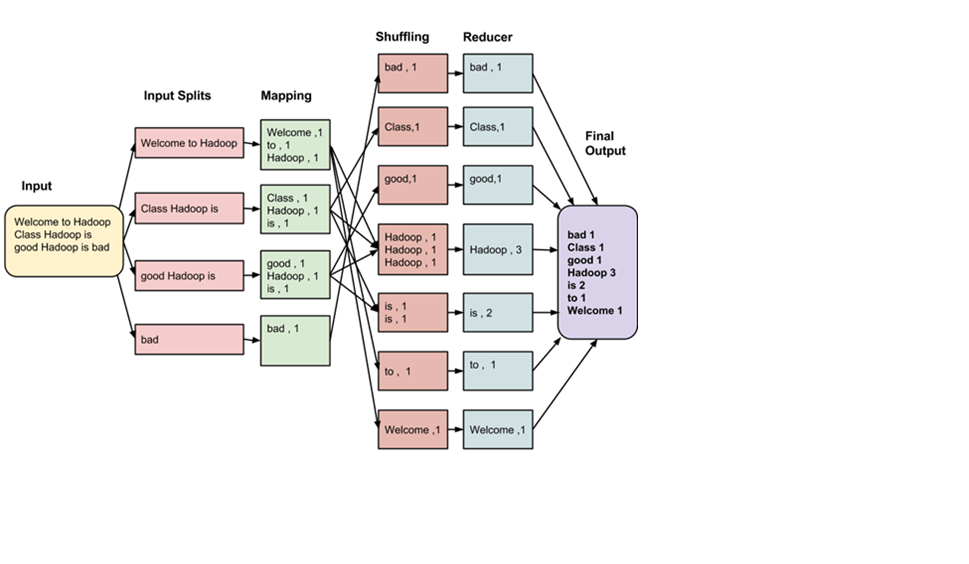 Shuffling
Reducer
Input Splits
Mapping
Final
Output
Input
Welcome to Hadoop
Class Hadoop is
good Hadoop is bad
Welcome to Hadoop
Class Hadoop is
good Hadoop is
bad
Welcome ,1
to , 1
Hadoop , 1
Class , 1
Hadoop , 1
is , 1
good , 1
Hadoop , 1
is , 1
bad , 1
bad , 1
Class,1
good,1
Hadoop , 1
Hadoop , 1
Hadoop , 1
is , 1
is , 1
to , 1
Welcome ,1
bad , 1
Class,1
good,1
Hadoop , 3
is , 2
to , 1
Welcome ,1
bad 1
Class 1
good 1
Hadoop 3
is 2
to 1
Welcome 1